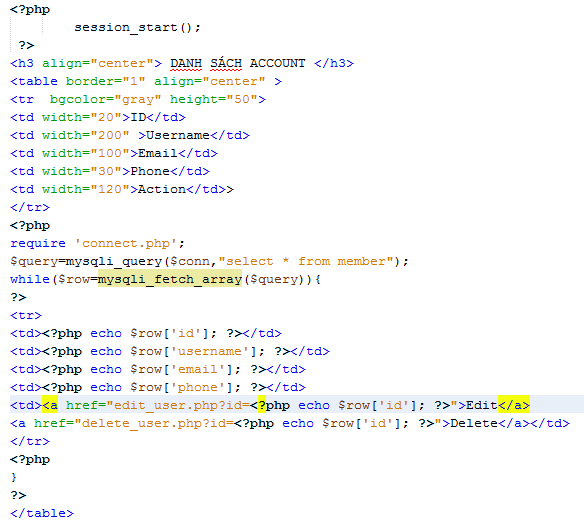 <?php
session_start();
?>
<h3 align="center"> DANH SÁCH ACCOUNT </h3>
<table border="1" align="center" >
<tr  bgcolor="gray" height="50">
<td width="20">ID</td>
<td width="200" >Username</td>
<td width="100">Email</td>
<td width="30">Phone</td>
<td width="120">Action</td>>
</tr>
<?php
require 'connect.php';
$query=mysqli_query($conn,"select * from member");
while($row=mysqli_fetch_array($query)){
?>
<tr>
<td><?php echo $row['id']; ?></td>
<td><?php echo $row['username']; ?></td>
<td><?php echo $row['email']; ?></td>
<td><?php echo $row['phone']; ?></td>
<td><a href="edit_user.php?id=<?php echo $row['id']; ?>">Edit</a>
<a href="delete_user.php?id=<?php echo $row['id']; ?>">Delete</a></td>
</tr>
<?php
}
?>
</table>